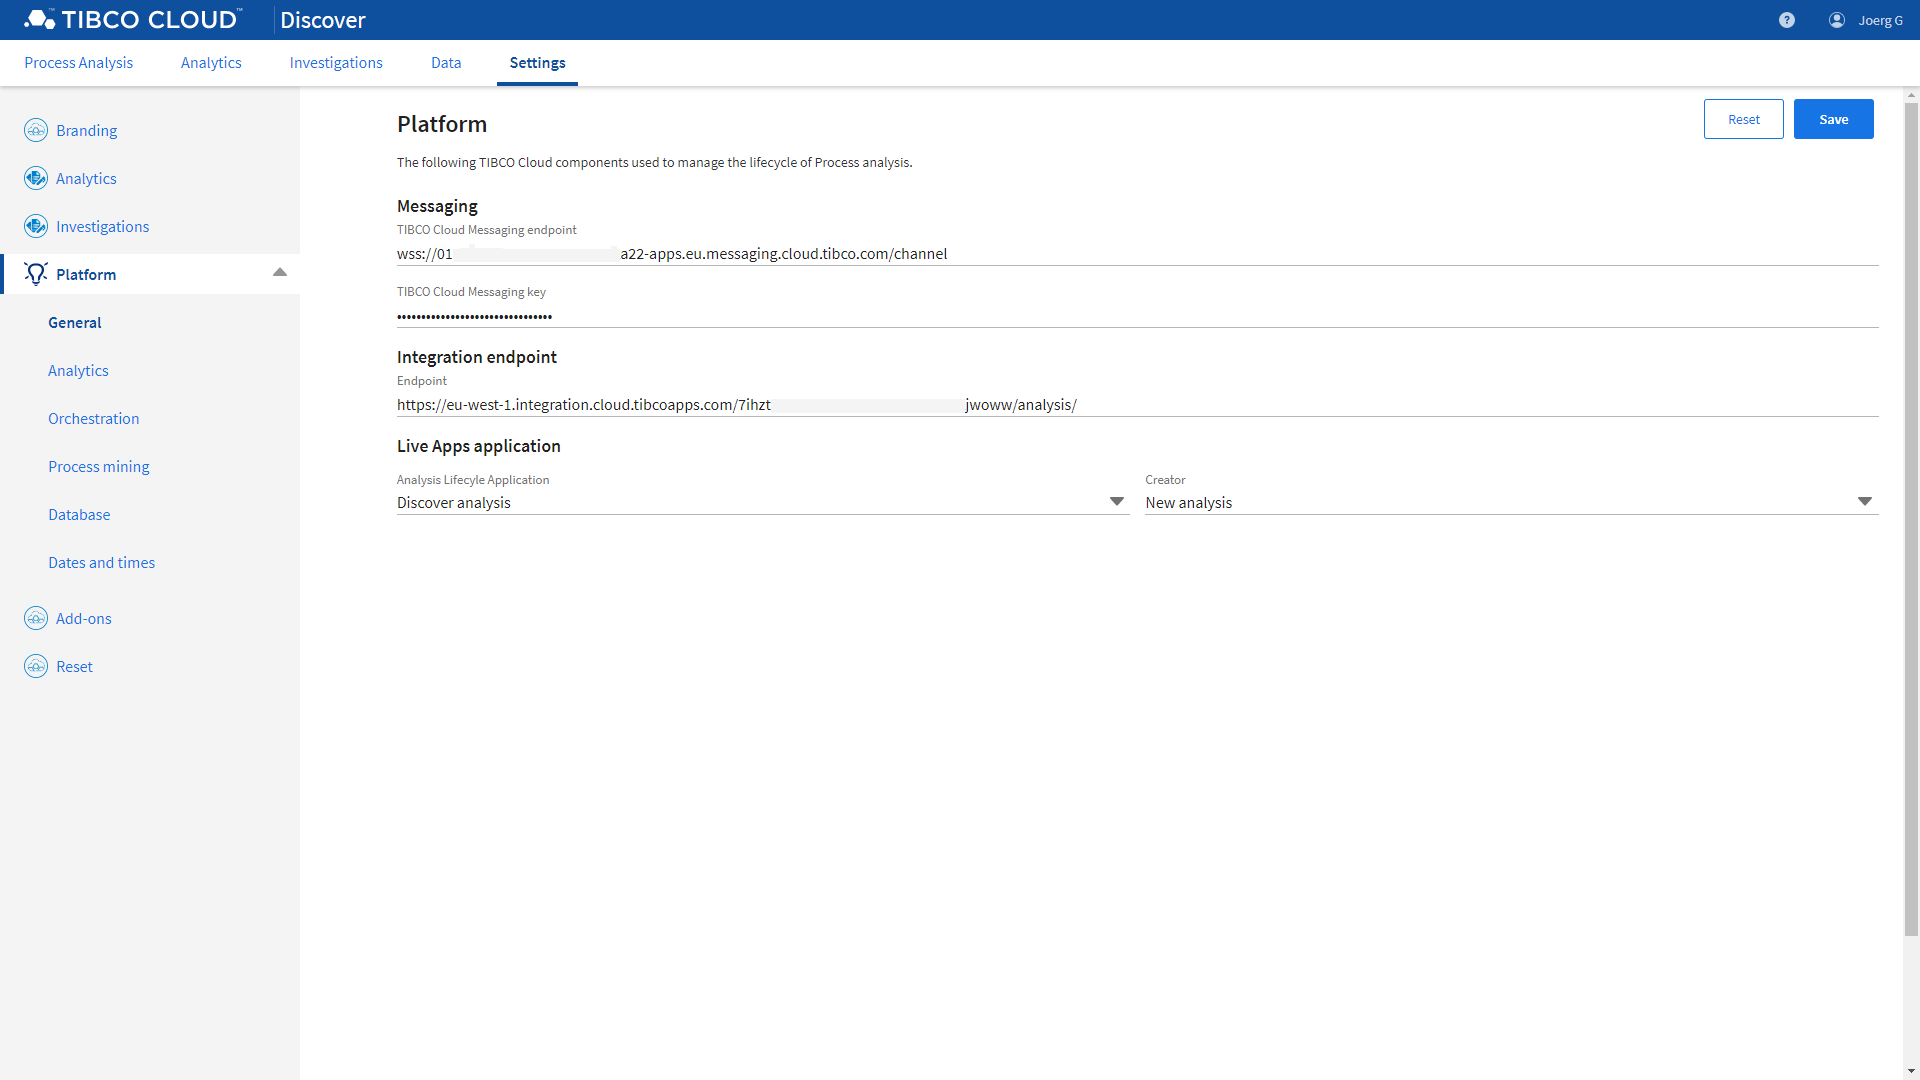 TIBCO CLOUD™ Discover
? Joerg G
Process Analysis Analytics Investigations Data Settings
Branding
Analytics
Investigations
Platform
General
Analytics
Orchestration
Process mining
Database
Dates and times
Add-ons
Reset
Platform
Reset Save
The following TIBCO Cloud components used to manage the lifecycle of Process analysis.
Messaging
TIBCO Cloud Messaging endpoint
wss://01 a22-apps.eu.messaging.cloud.tibco.com/channel
TIBCO Cloud Messaging key
••••••••••••••••••••••••••••••••
Integration endpoint
Endpoint
https://eu-west-1.integration.cloud.tibcoapps.com/7ihzt jwoww/analysis/
Live Apps application
Analysis Lifecyle Application Creator
Discover analysis New analysis